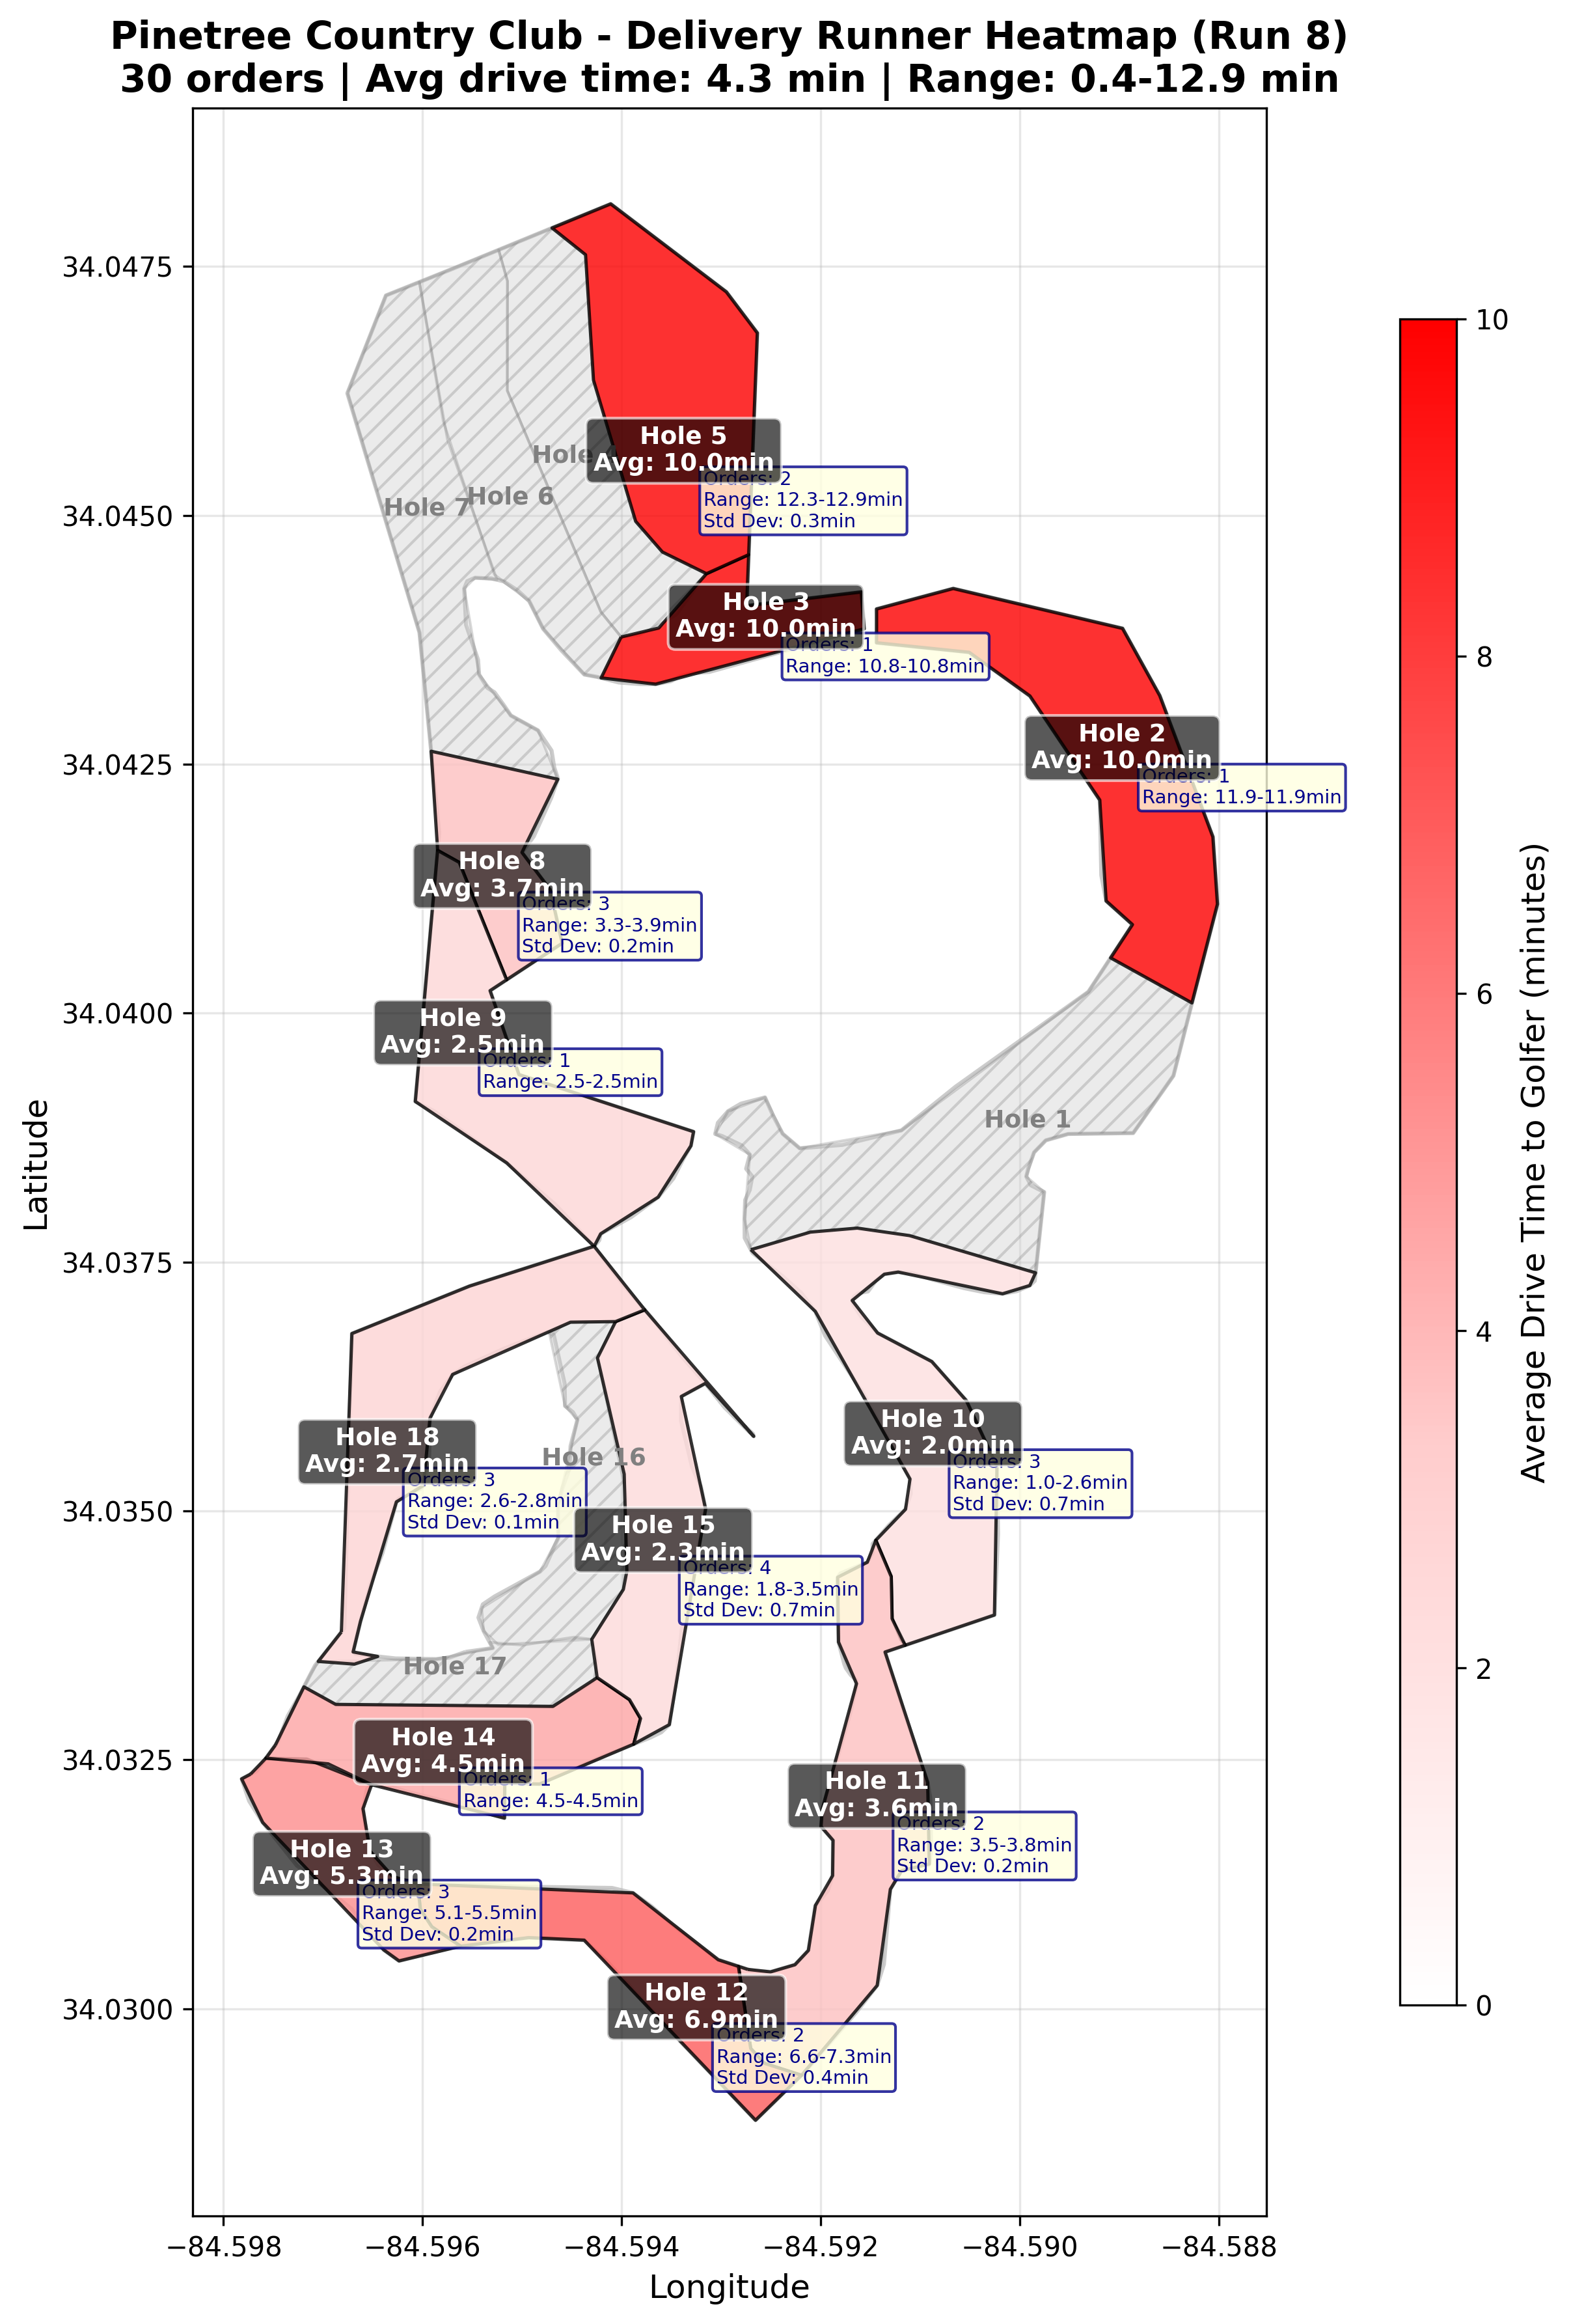 Pinetree Country Club - Delivery Runner Heatmap (Run 8)
30 orders | Avg drive time: 4.3 min | Range: 0.4-12.9 min
Latitude
34.0475
34.0450
34.0425
34.0400
34.0375
34.0350
34.0325
34.0300
Hole 5
Avg: 10.0min
Orders: 2
Range: 12.3-12.9min
Std Dev: 0.3min
Hole
Hole 6
Hole 7
Hole 3
Avg: 10.0min
Orders: 1
Range: 10.8-10.8min
Hole 2
Avg: 10.0min
Orders: 1
Range: 11.9-11.9min
Hole 8
Avg: 3.7min
Orders: 3
Range: 3.3-3.9min
Std Dev: 0.2min
Hole 9
Avg: 2.5min
Orders: 1
Range: 2.5-2.5min
Hole 1
Hole 10
Avg: 2.0min
Orders: 3
Range: 1.0-2.6min
Std Dev: 0.7min
Hole 18
Avg: 2.7min
Orders: 3
Range: 2.6-2.8min
Std Dev: 0.1min
Hole 16
Hole 15
Avg: 2.3min
Orders: 4
Range: 1.8-3.5min
Std Dev: 0.7min
Hole 17
Hole 14
Avg: 4.5min
Orders: 1
Range: 4.5-4.5min
Hole 11
Avg: 3.6min
Orders: 2
Range: 3.5-3.8min
Std Dev: 0.2min
Hole 13
Avg: 5.3min
Orders: 3
Range: 5.1-5.5min
Std Dev: 0.2min
Hole 12
Avg: 6.9min
Orders: 2
Range: 6.6-7.3min
Std Dev: 0.4min
−84.598
−84.596
−84.594
−84.592
−84.590
−84.588
Longitude
10
8
6
4
2
0
Average Drive Time to Golfer (minutes)